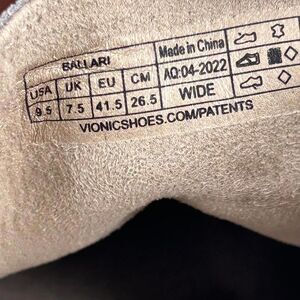 BALLARI
USA UK EU CM
9.5 7.5 41.5 26.5
Made in China
AQ:04-2022
WIDE
VIONICSHOES.COM/PATENTS